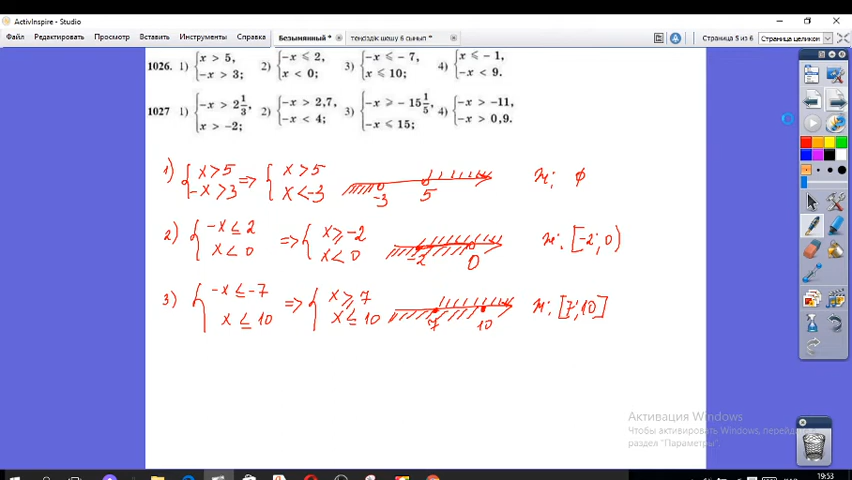 ActivInspire - Studio
Файл Редактировать Просмотр Вставить Инструменты Справка
Безымянный* теңсіздік шешу 6 сынып *
Страница 5 из 6 Страница целиком
1026. 1) {x > 5, −x > 3; 2) {−x ⩽ 2, x < 0; 3) {−x ⩽ −7, x ⩽ 10; 4) {x ⩽ −1, −x < 9.
1027 1) {−x > 2 1/3, x > −2; 2) {−x > 2,7, −x < 4; 3) {−x ⩾ −15 1/5, −x ⩽ 15; 4) {−x > −11, −x > 0,9.
1) {x>5 −x>3 => {x>5 x<-3 -3 5 ж; ø
2) {−x ≤ 2 x<0 => {x ≥ -2 x<0 -2 0 ж: [-2; 0)
3) {−x ≤ -7 x ≤ 10 => {x ≥ 7 x ≤ 10 7 10 ж: [7; 10]
Активация Windows
Чтобы активировать Windows, перейдите в
раздел "Параметры".
19:53